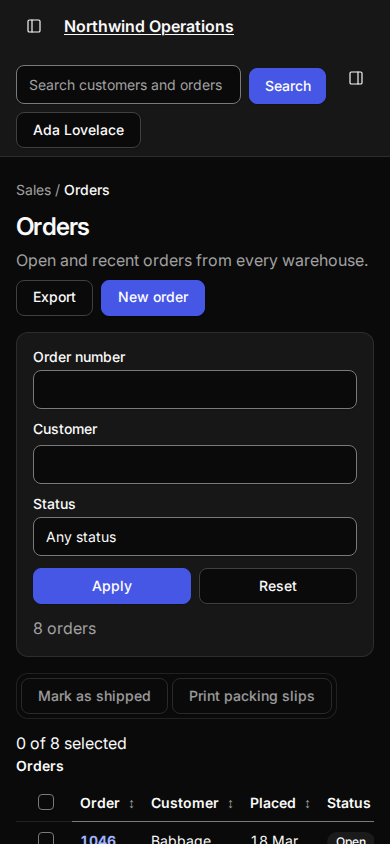 Northwind Operations
Search customers and orders Search
Ada Lovelace
Sales / Orders
Orders
Open and recent orders from every warehouse.
Export New order
Order number
Customer
Status
Any status
Apply Reset
8 orders
Mark as shipped Print packing slips
0 of 8 selected
Orders
Order ↕ Customer ↕ Placed ↕ Status
1046 Babbage 18 Mar Open